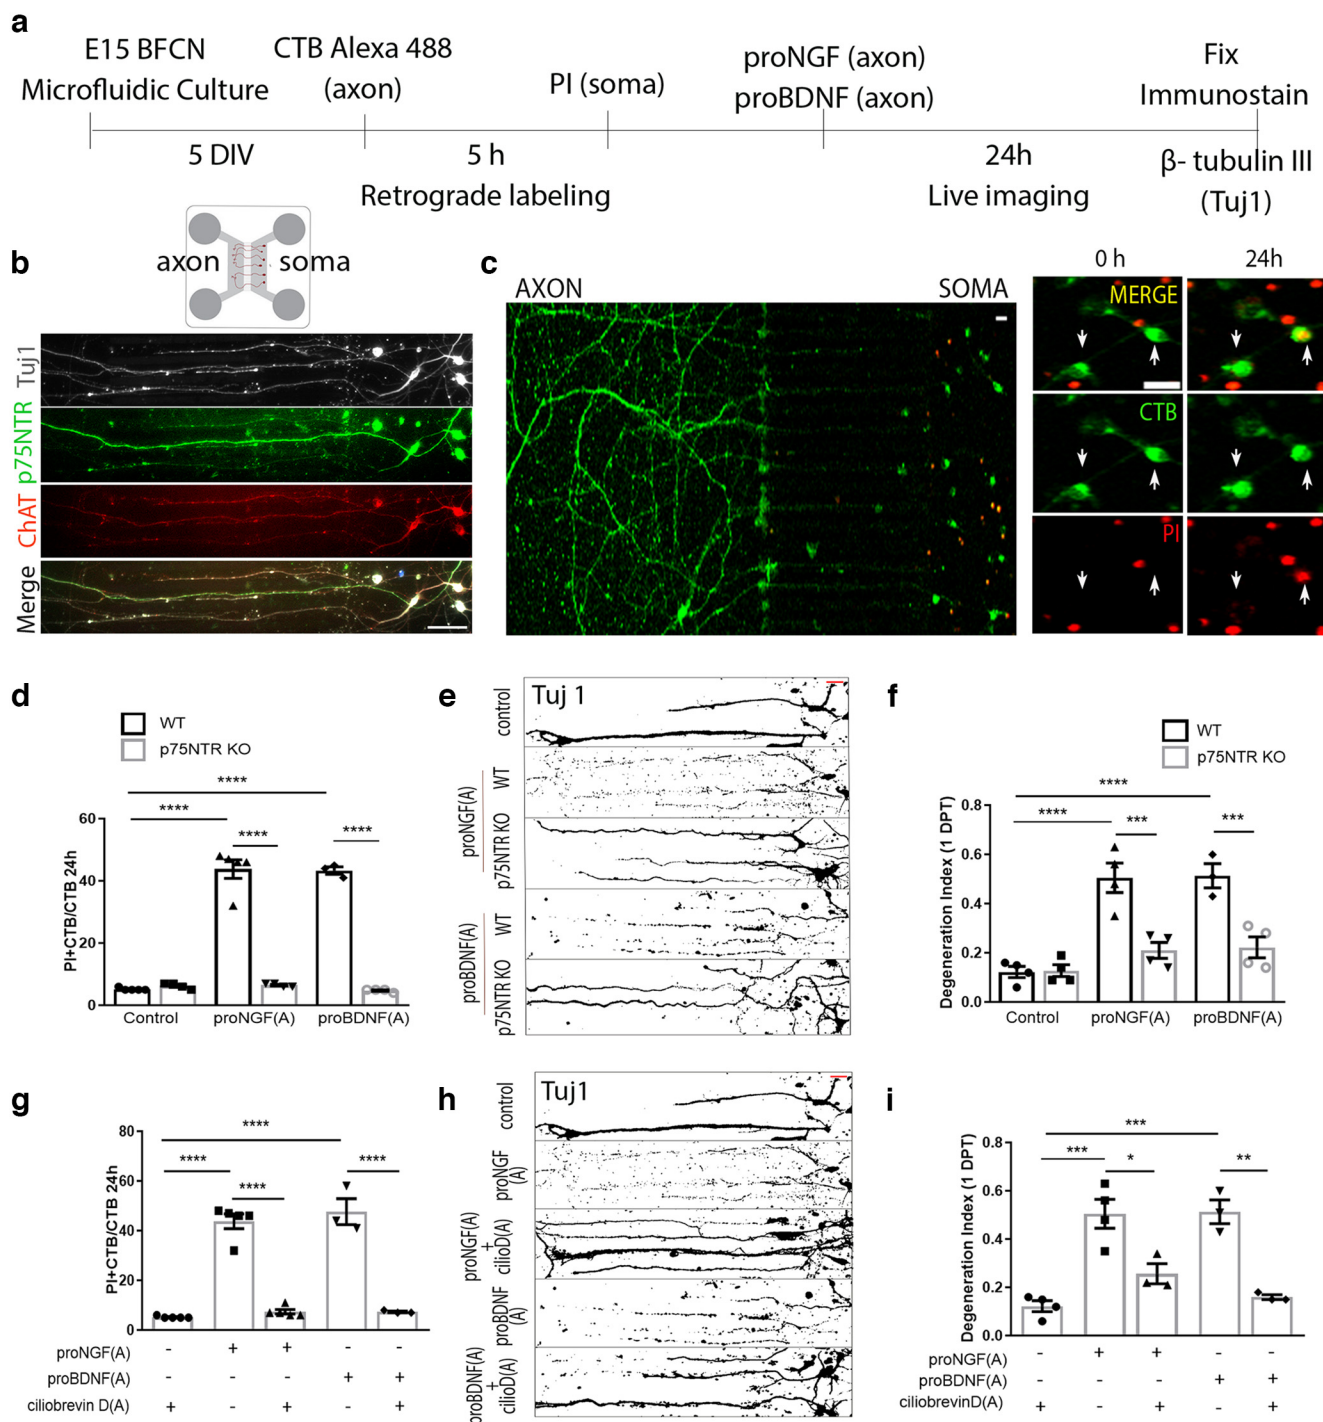 a
E15 BFCN
Microfluidic Culture
CTB Alexa 488
(axon)
PI (soma)
proNGF (axon)
proBDNF (axon)
Fix
Immunostain
5 DIV
5 h
Retrograde labeling
24h
Live imaging
β- tubulin III
(Tuj1)
b
axon
soma
Tuj1
p75NTR
ChAT
Merge
c
AXON
SOMA
0 h
24h
MERGE
CTB
PI
d
WT
p75NTR KO
****
****
****
****
PI+CTB/CTB 24h
60
40
20
0
Control
proNGF(A)
proBDNF(A)
e
Tuj 1
control
proNGF(A)
WT
p75NTR KO
proBDNF(A)
WT
p75NTR KO
f
WT
p75NTR KO
****
****
***
***
Degeneration Index (1 DPT)
0.8
0.6
0.4
0.2
0.0
Control
proNGF(A)
proBDNF(A)
g
****
****
****
****
PI+CTB/CTB 24h
80
60
40
20
0
proNGF(A) - + + - -
proBDNF(A) - - - + +
ciliobrevin D(A) + - + - +
h
Tuj1
control
proNGF
(A)
proNGF(A)
+
cilioD(A)
proBDNF
(A)
proBDNF(A)
+
cilioD(A)
i
***
***
*
**
Degeneration Index (1 DPT)
0.8
0.6
0.4
0.2
0.0
proNGF(A) - + + - -
proBDNF(A) - - - + +
ciliobrevinD(A) + - + - +